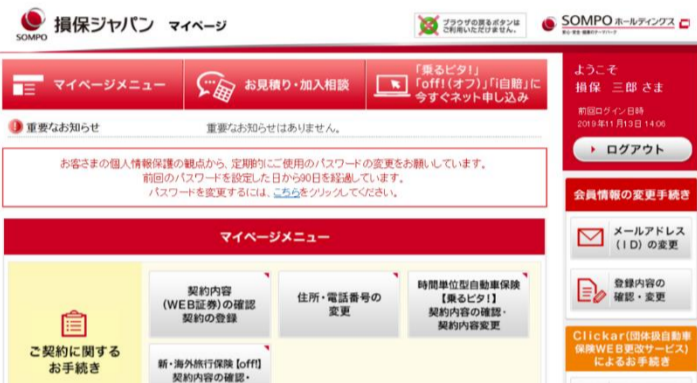 SOMPO
損保ジャパン マイページ
ブラウザの戻るボタンは
ご利用いただけません。
SOMPO ホールディングス
安心・安全・健康のテーマパーク
マイページメニュー
お見積り・加入相談
「乗るピタ!」
「off!(オフ)」「i自賠」に
今すぐネット申し込み
ようこそ
損保 三郎 さま
前回ログイン日時
2019年11月13日 14:06
ログアウト
重要なお知らせ
重要なお知らせはありません。
お客さまの個人情報保護の観点から、定期的にご使用のパスワードの変更をお願いしています。
前回のパスワードを設定した日から90日を経過しています。
パスワードを変更するには、こちらをクリックしてください。
会員情報の変更手続き
マイページメニュー
メールアドレス
(ID)の変更
登録内容の
確認・変更
ご契約に関する
お手続き
契約内容
(WEB証券)の確認
契約の登録
住所・電話番号の
変更
時間単位型自動車保険
【乗るピタ!】
契約内容の確認・
契約内容変更
新・海外旅行保険【off!】
契約内容の確認・
Clickar(団体扱自動車
保険WEB更改サービス)
によるお手続き